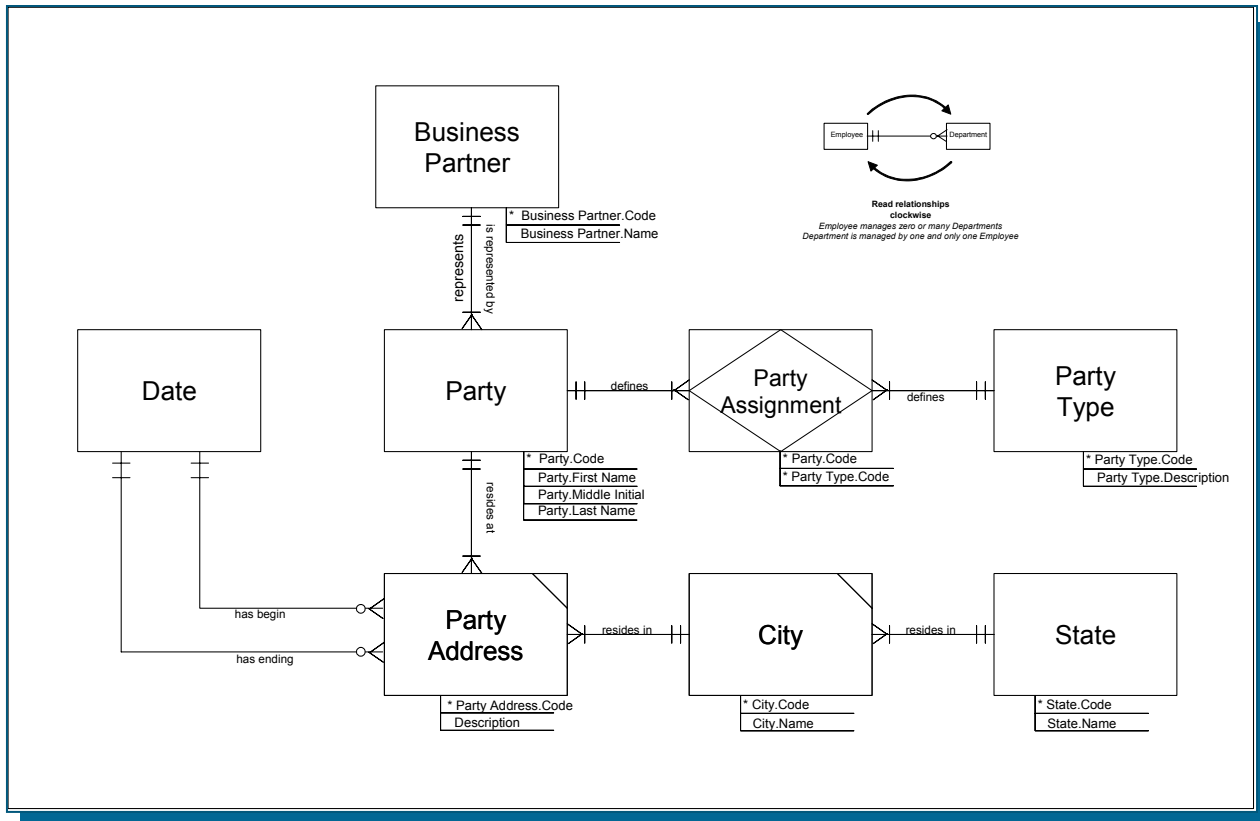 Business
Partner
* Business Partner.Code
Business Partner.Name
Employee
Department
Read relationships
clockwise
Employee manages zero or many Departments
Department is managed by one and only one Employee
represents
is represented by
Date
Party
* Party.Code
Party.First Name
Party.Middle Initial
Party.Last Name
defines
Party
Assignment
* Party.Code
* Party Type.Code
defines
Party
Type
* Party Type.Code
Party Type.Description
resides at
has begin
has ending
Party
Address
* Party Address.Code
Description
resides in
City
* City.Code
City.Name
resides in
State
* State.Code
State.Name